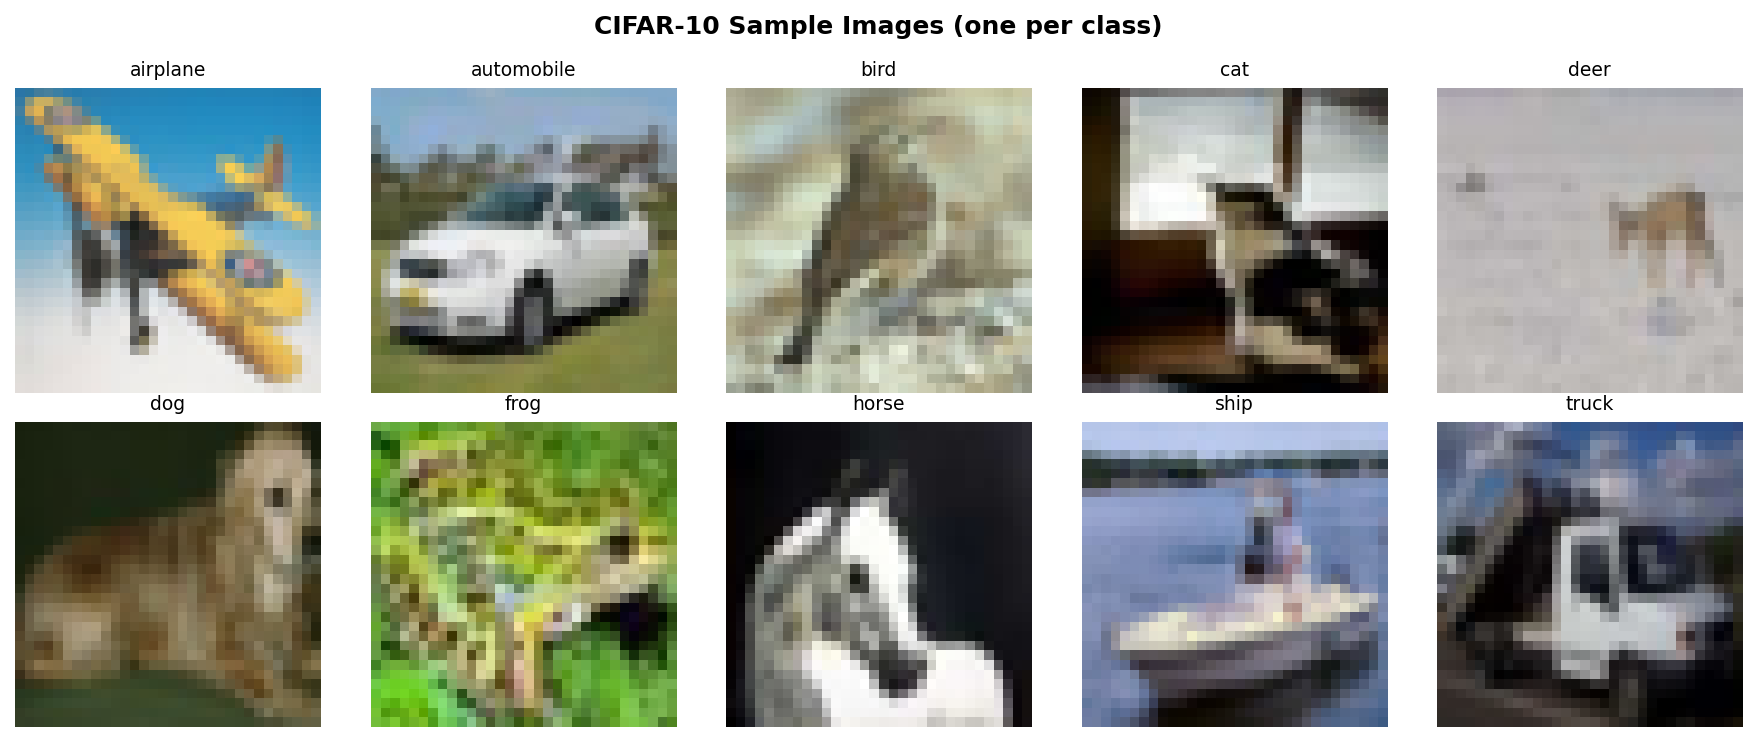 CIFAR-10 Sample Images (one per class)
airplane
automobile
bird
cat
deer
dog
frog
horse
ship
truck